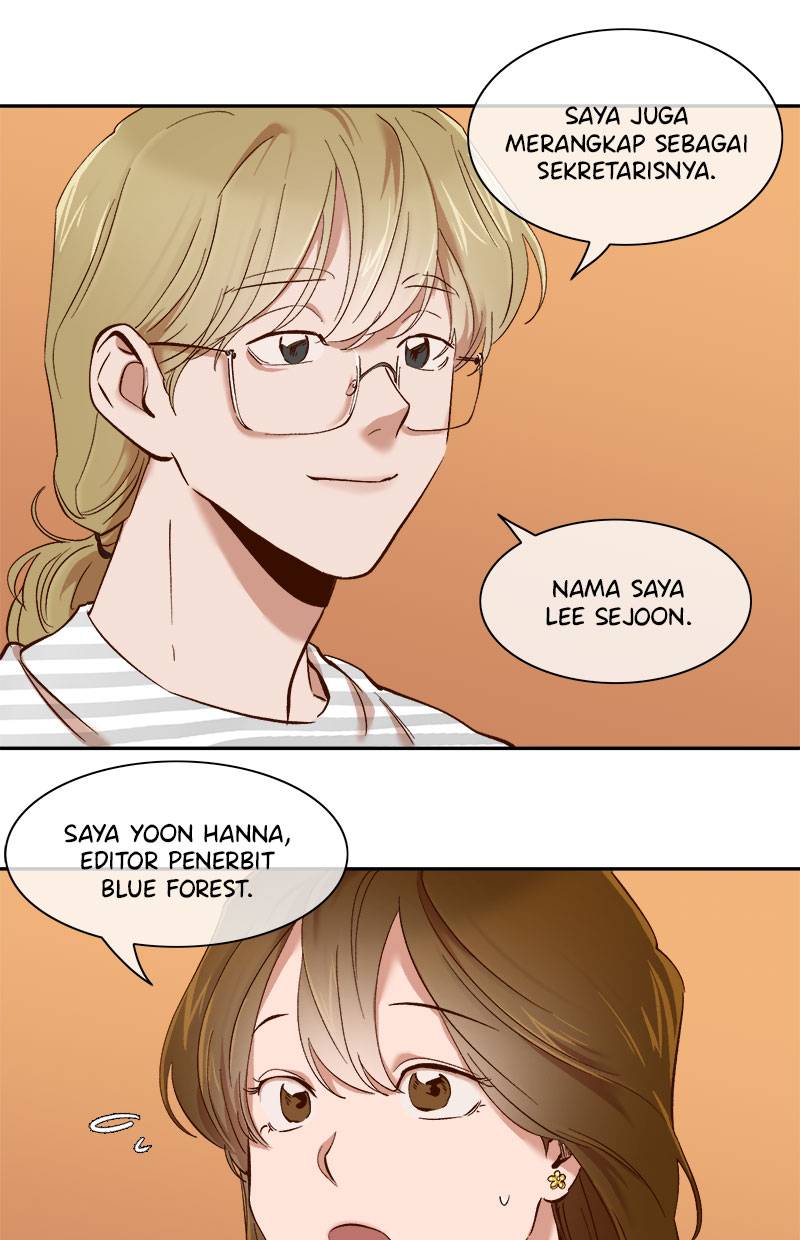 SAYA JUGA
MERANGKAP SEBAGAI
SEKRETARISNYA.
NAMA SAYA
LEE SEJOON.
SAYA YOON HANNA,
EDITOR PENERBIT
BLUE FOREST.